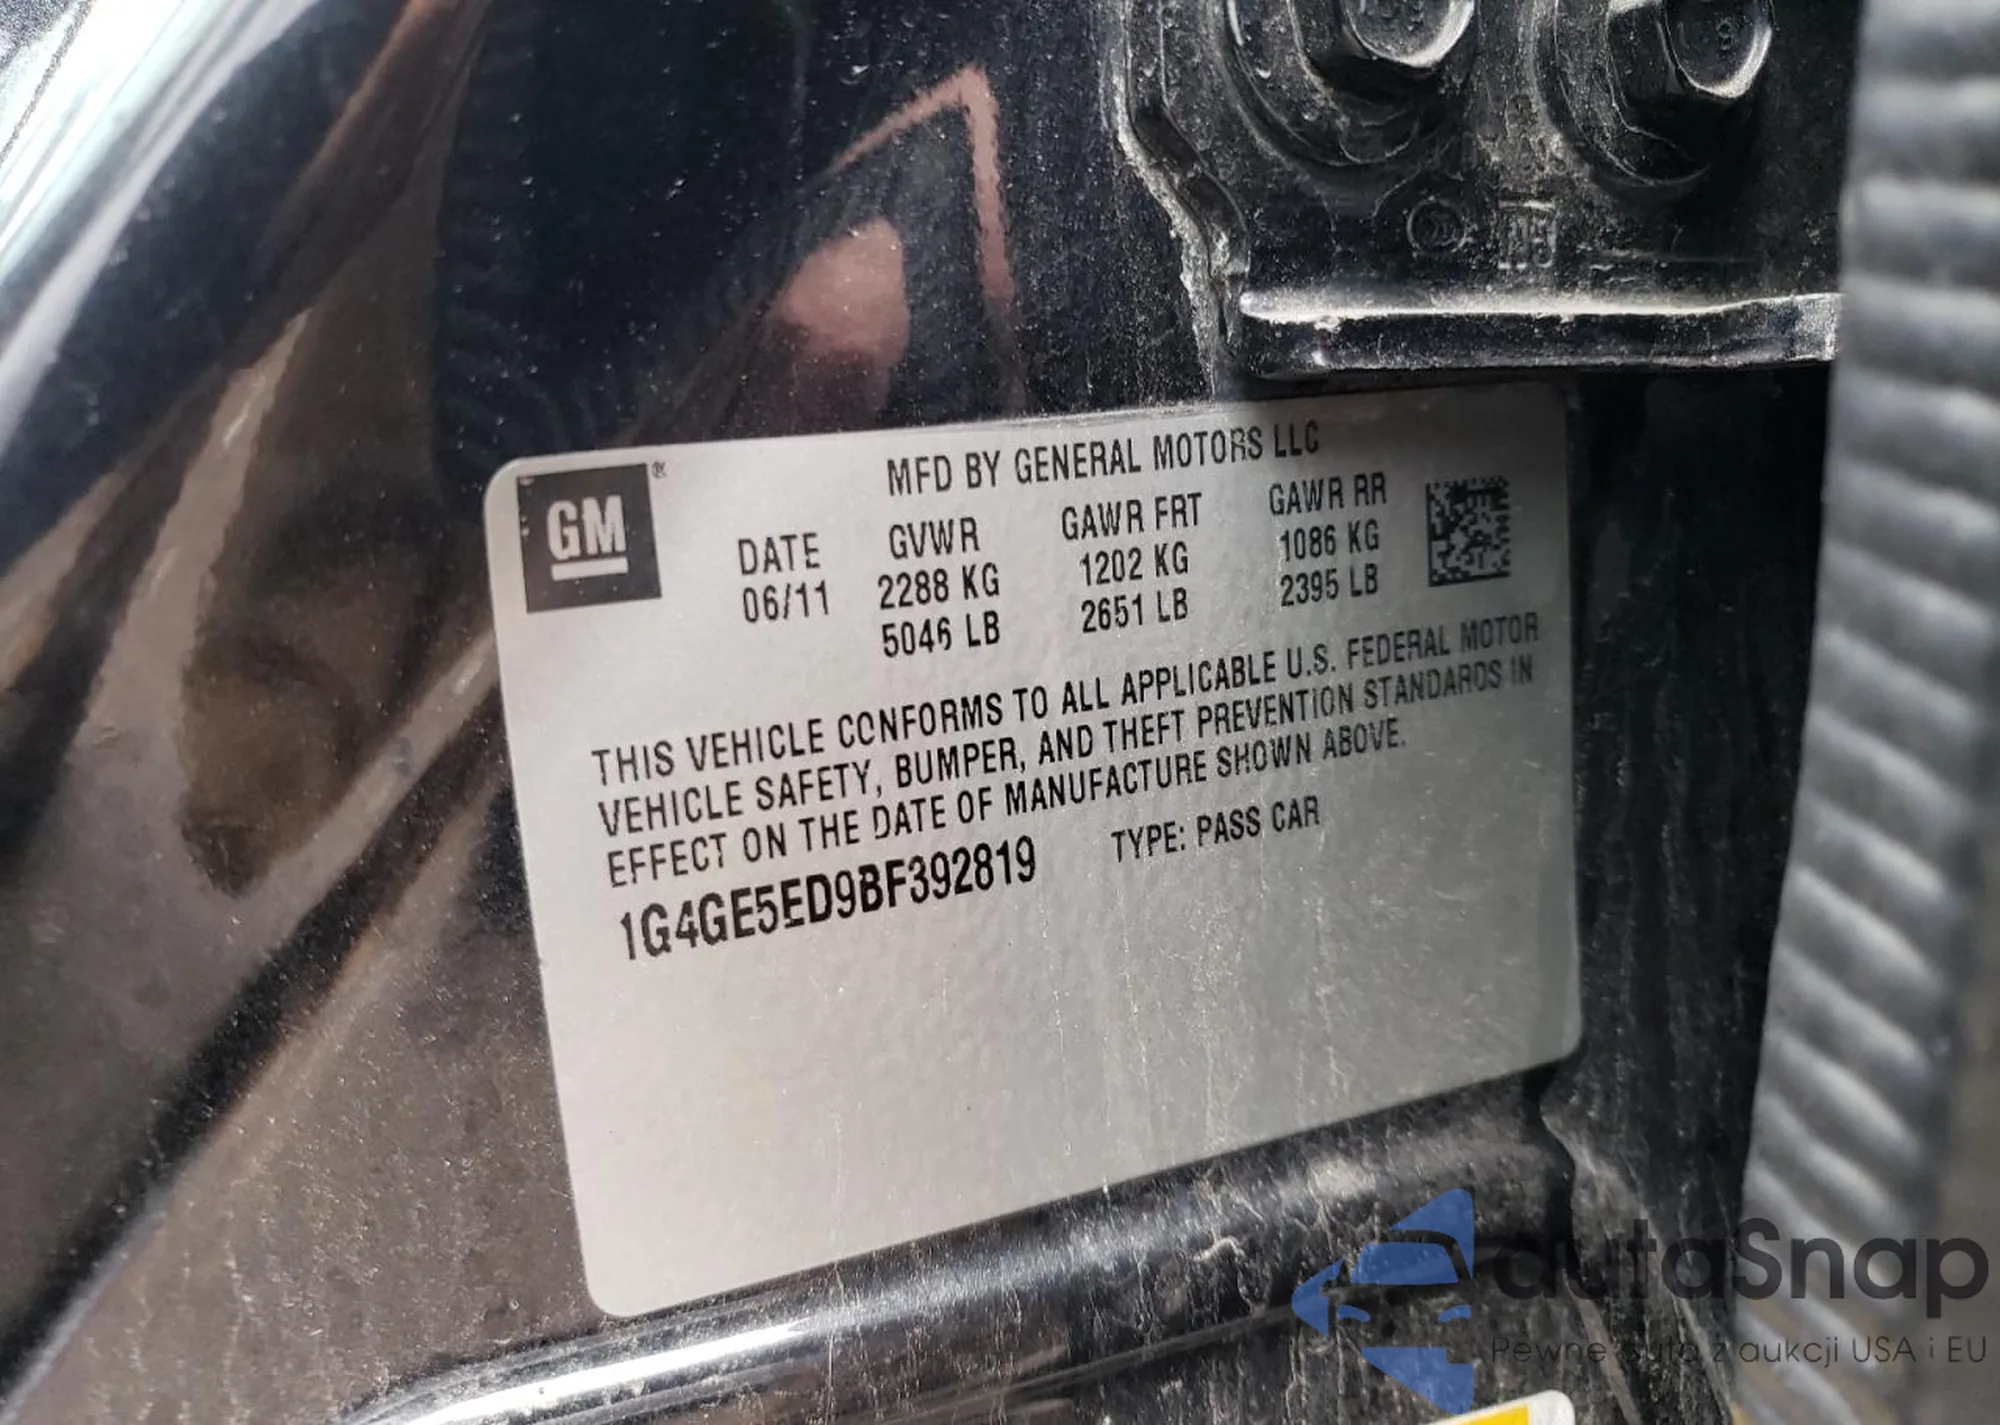 GM®
MFD BY GENERAL MOTORS LLC
DATE GVWR GAWR FRT GAWR RR
06/11 2288 KG 1202 KG 1086 KG
5046 LB 2651 LB 2395 LB
THIS VEHICLE CONFORMS TO ALL APPLICABLE U.S. FEDERAL MOTOR
VEHICLE SAFETY, BUMPER, AND THEFT PREVENTION STANDARDS IN
EFFECT ON THE DATE OF MANUFACTURE SHOWN ABOVE.
1G4GE5ED9BF392819 TYPE: PASS CAR
autaSnap
Pewne auta z aukcji USA i EU